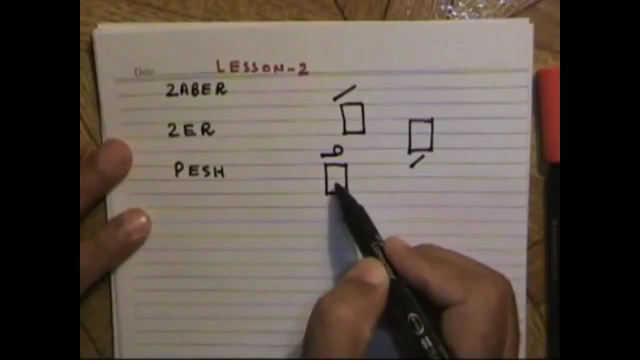 Date
LESSON-2
ZABER
ZER
PESH